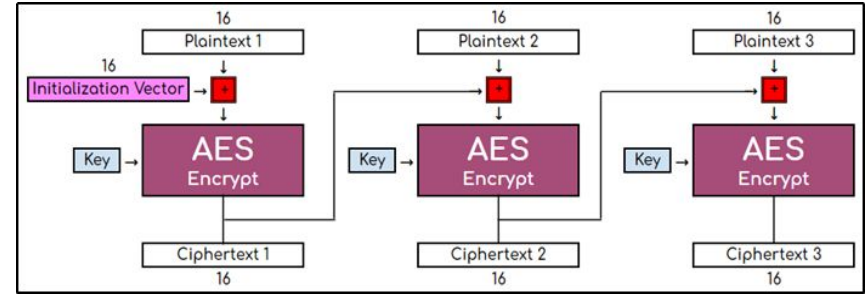 16 16 16
Plaintext 1 Plaintext 2 Plaintext 3
16
Initialization Vector + + +
Key AES Encrypt Key AES Encrypt Key AES Encrypt
Ciphertext 1 Ciphertext 2 Ciphertext 3
16 16 16